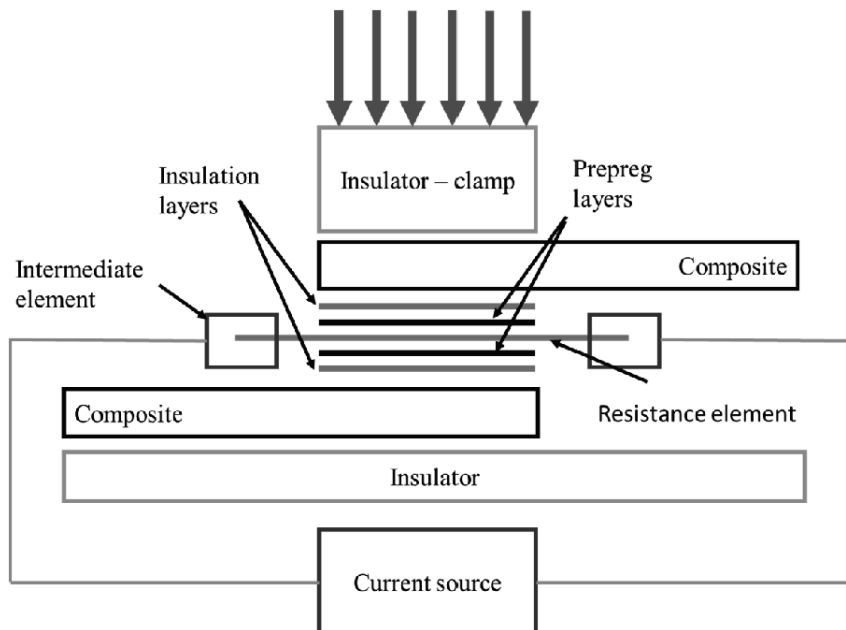 Insulator – clamp
Insulation
layers
Prepreg
layers
Composite
Intermediate
element
Composite
Resistance element
Insulator
Current source